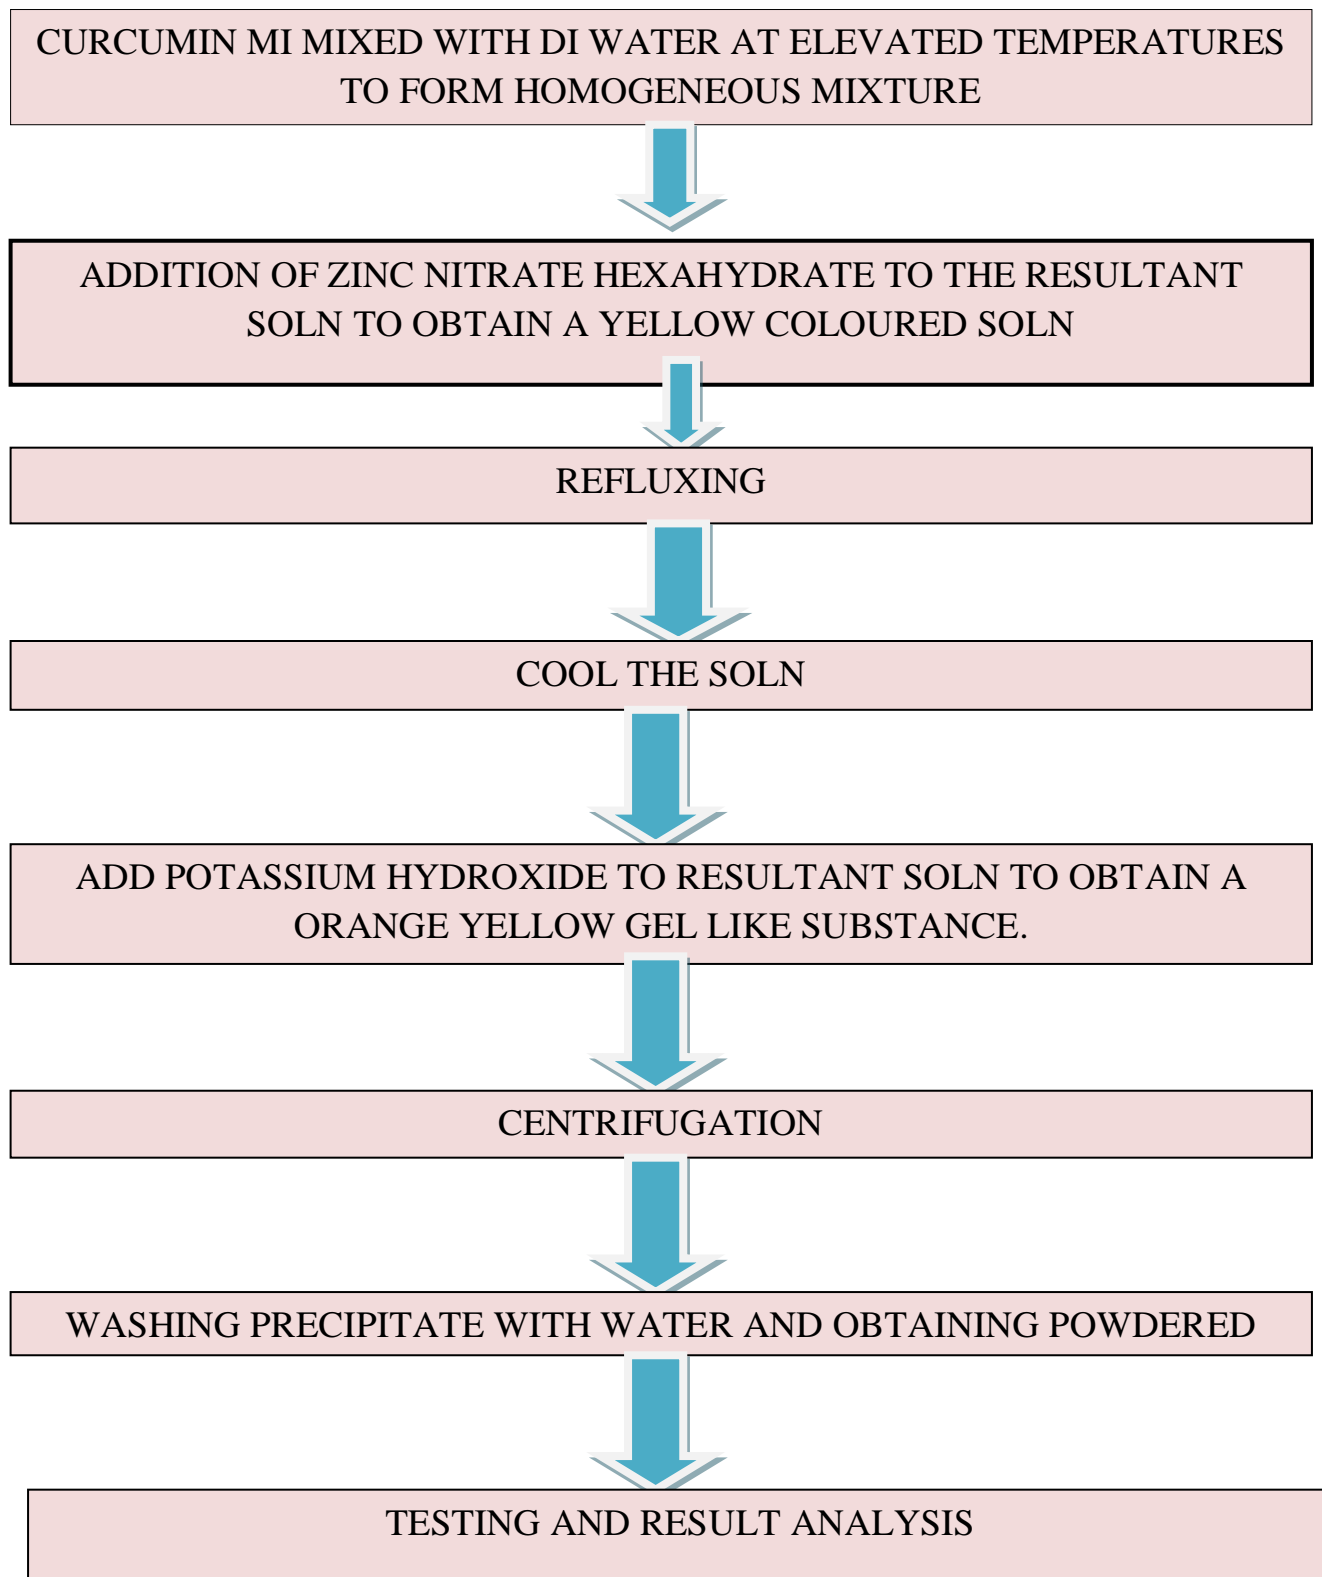 CURCUMIN MI MIXED WITH DI WATER AT ELEVATED TEMPERATURES
TO FORM HOMOGENEOUS MIXTURE
ADDITION OF ZINC NITRATE HEXAHYDRATE TO THE RESULTANT
SOLN TO OBTAIN A YELLOW COLOURED SOLN
REFLUXING
COOL THE SOLN
ADD POTASSIUM HYDROXIDE TO RESULTANT SOLN TO OBTAIN A
ORANGE YELLOW GEL LIKE SUBSTANCE.
CENTRIFUGATION
WASHING PRECIPITATE WITH WATER AND OBTAINING POWDERED
TESTING AND RESULT ANALYSIS